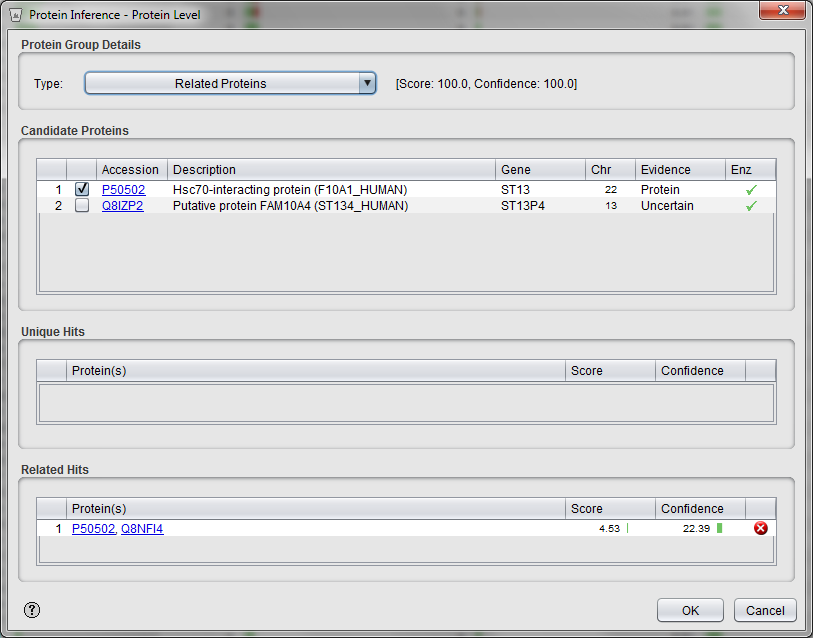 Protein Inference - Protein Level
Protein Group Details
Type: Related Proteins [Score: 100.0, Confidence: 100.0]
Candidate Proteins
Accession Description Gene Chr Evidence Enz
1 P50502 Hsc70-interacting protein (F10A1_HUMAN) ST13 22 Protein
2 Q8IZP2 Putative protein FAM10A4 (ST134_HUMAN) ST13P4 13 Uncertain
Unique Hits
Protein(s) Score Confidence
Related Hits
Protein(s) Score Confidence
1 P50502, Q8NFI4 4.53 22.39
? OK Cancel